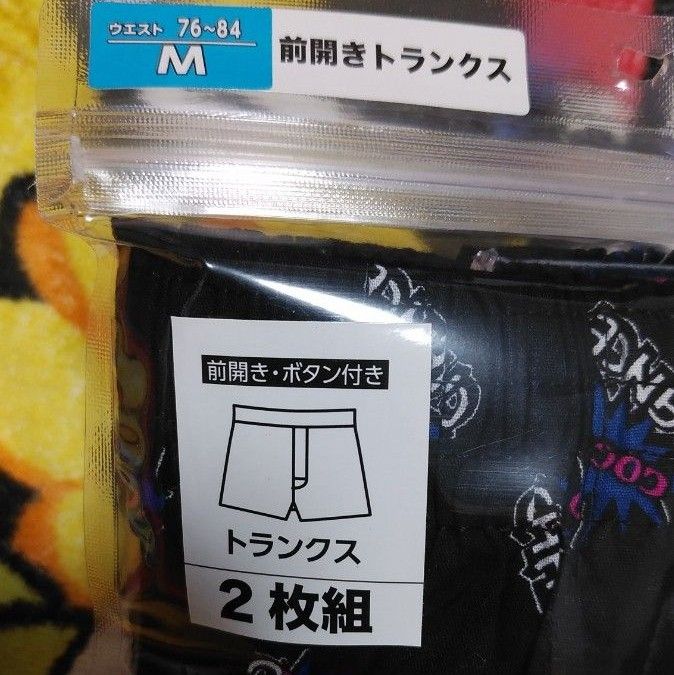 ウエスト 76~84
M
前開きトランクス
前開き・ボタン付き
トランクス
2枚組